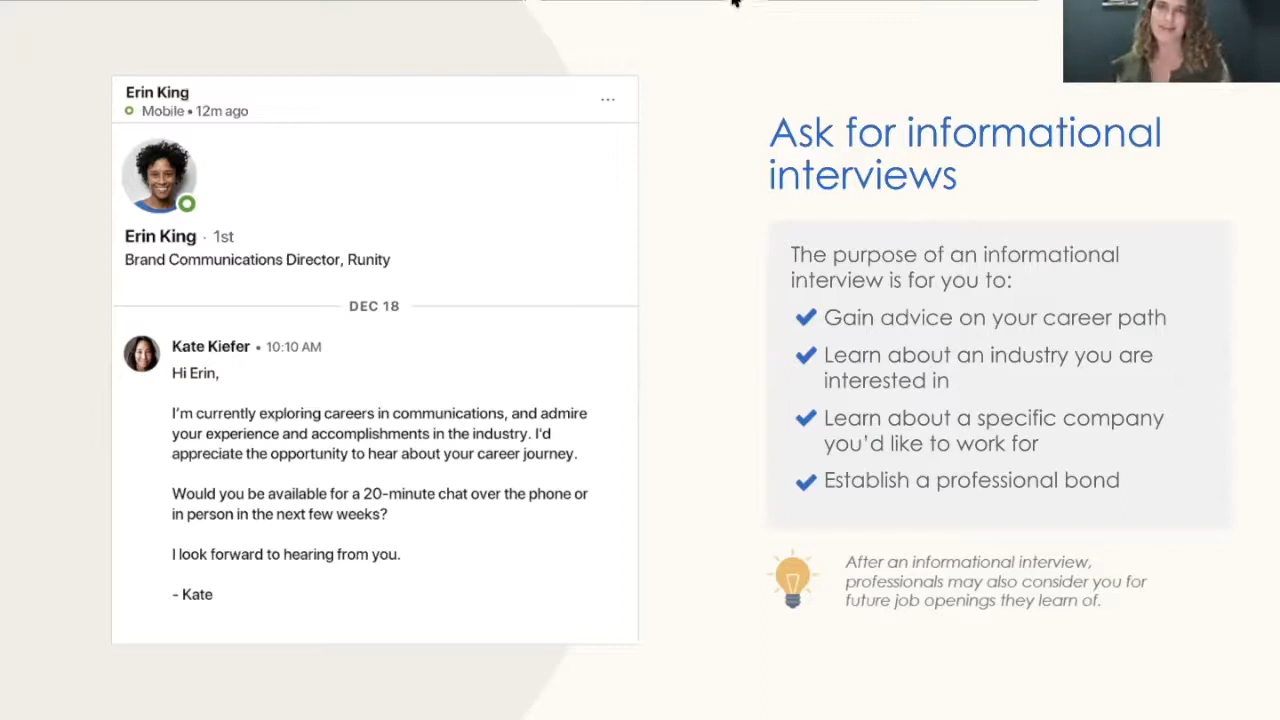 Erin King
Mobile • 12m ago
...
Erin King · 1st
Brand Communications Director, Runity
DEC 18
Kate Kiefer • 10:10 AM
Hi Erin,
I'm currently exploring careers in communications, and admire
your experience and accomplishments in the industry. I'd
appreciate the opportunity to hear about your career journey.
Would you be available for a 20-minute chat over the phone or
in person in the next few weeks?
I look forward to hearing from you.
- Kate
Ask for informational
interviews
The purpose of an informational
interview is for you to:
Gain advice on your career path
Learn about an industry you are
interested in
Learn about a specific company
you'd like to work for
Establish a professional bond
After an informational interview,
professionals may also consider you for
future job openings they learn of.